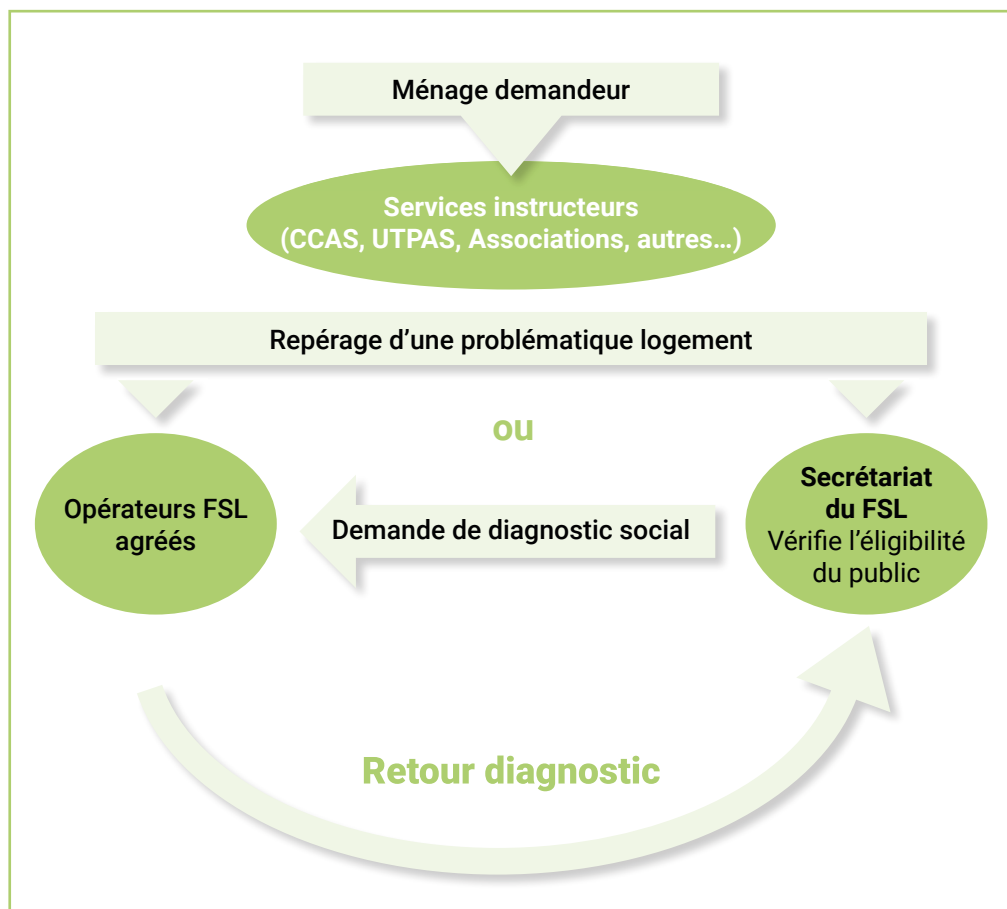 Ménage demandeur
Services instructeurs
(CCAS, UTPAS, Associations, autres…)
Repérage d’une problématique logement
ou
Opérateurs FSL
agréés
Demande de diagnostic social
Secrétariat
du FSL
Vérifie l’éligibilité
du public
Retour diagnostic